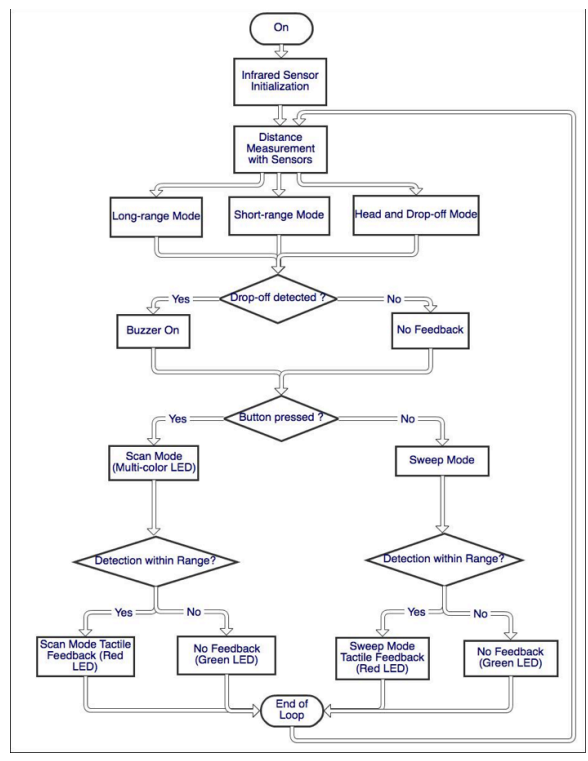 On
Infrared Sensor
Initialization
Distance
Measurement
with Sensors
Long-range Mode
Short-range Mode
Head and Drop-off Mode
Drop-off detected ?
Yes
No
Buzzer On
No Feedback
Button pressed ?
Yes
No
Scan Mode
(Multi-color LED)
Sweep Mode
Detection within Range?
Detection within Range?
Yes
No
Yes
No
Scan Mode Tactile
Feedback (Red
LED)
No Feedback
(Green LED)
Sweep Mode
Tactile Feedback
(Red LED)
No Feedback
(Green LED)
End of
Loop